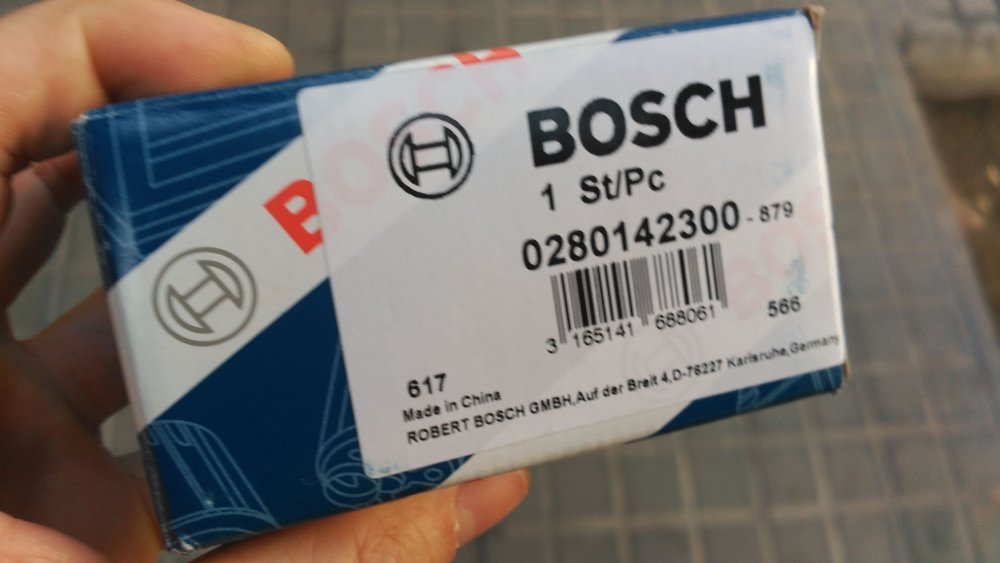 BOSCH
1 St/Pc
0280142300 - 879
3 165141 688061
566
617
Made in China
ROBERT BOSCH GMBH,Auf der Breit 4,D-76227 Karlsruhe,Germany